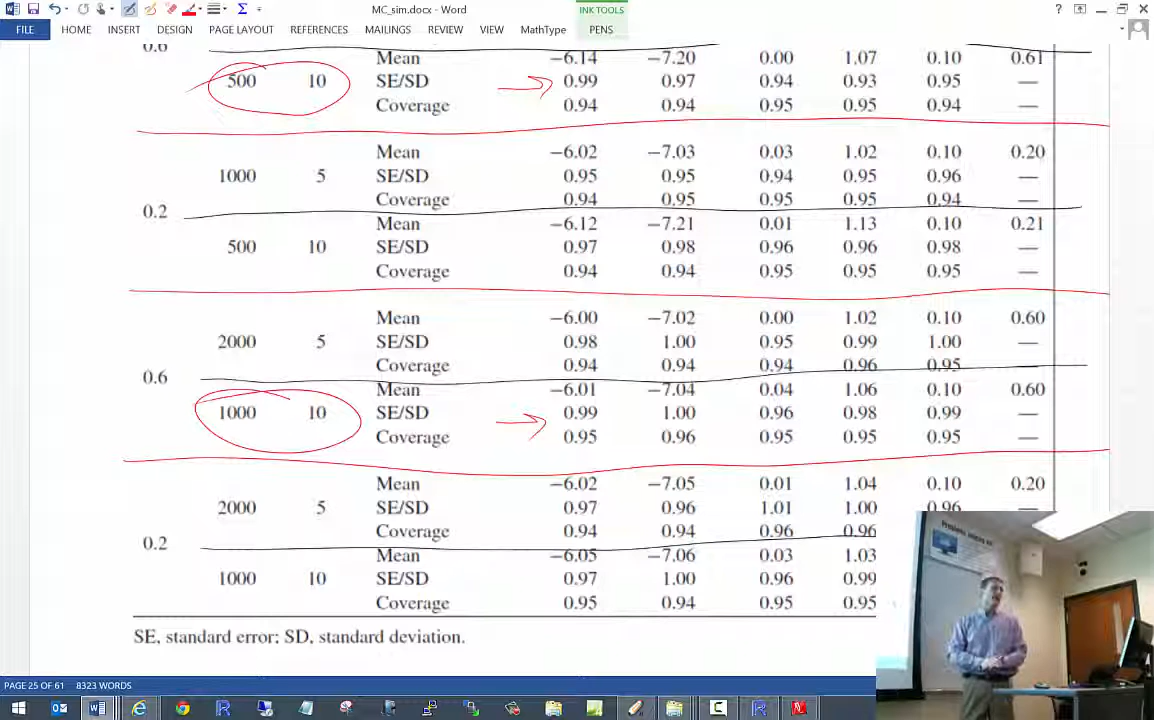 MC_sim.docx - Word
INK TOOLS
FILE HOME INSERT DESIGN PAGE LAYOUT REFERENCES MAILINGS REVIEW VIEW MathType PENS
0.6 Mean −6.14 −7.20 0.00 1.07 0.10 0.61
500 10 SE/SD 0.99 0.97 0.94 0.93 0.95 —
Coverage 0.94 0.94 0.95 0.95 0.94 —
Mean −6.02 −7.03 0.03 1.02 0.10 0.20
1000 5 SE/SD 0.95 0.95 0.94 0.95 0.96 —
Coverage 0.94 0.95 0.95 0.95 0.94 —
0.2
Mean −6.12 −7.21 0.01 1.13 0.10 0.21
500 10 SE/SD 0.97 0.98 0.96 0.96 0.98 —
Coverage 0.94 0.94 0.95 0.95 0.95 —
Mean −6.00 −7.02 0.00 1.02 0.10 0.60
2000 5 SE/SD 0.98 1.00 0.95 0.99 1.00 —
Coverage 0.94 0.94 0.94 0.96 0.95 —
0.6
Mean −6.01 −7.04 0.04 1.06 0.10 0.60
1000 10 SE/SD 0.99 1.00 0.96 0.98 0.99 —
Coverage 0.95 0.96 0.95 0.95 0.95 —
Mean −6.02 −7.05 0.01 1.04 0.10 0.20
2000 5 SE/SD 0.97 0.96 1.01 1.00 0.96 —
Coverage 0.94 0.94 0.96 0.96
0.2
Mean −6.05 −7.06 0.03 1.03
1000 10 SE/SD 0.97 1.00 0.96 0.99
Coverage 0.95 0.94 0.95 0.95
SE, standard error; SD, standard deviation.
PAGE 25 OF 61 8323 WORDS